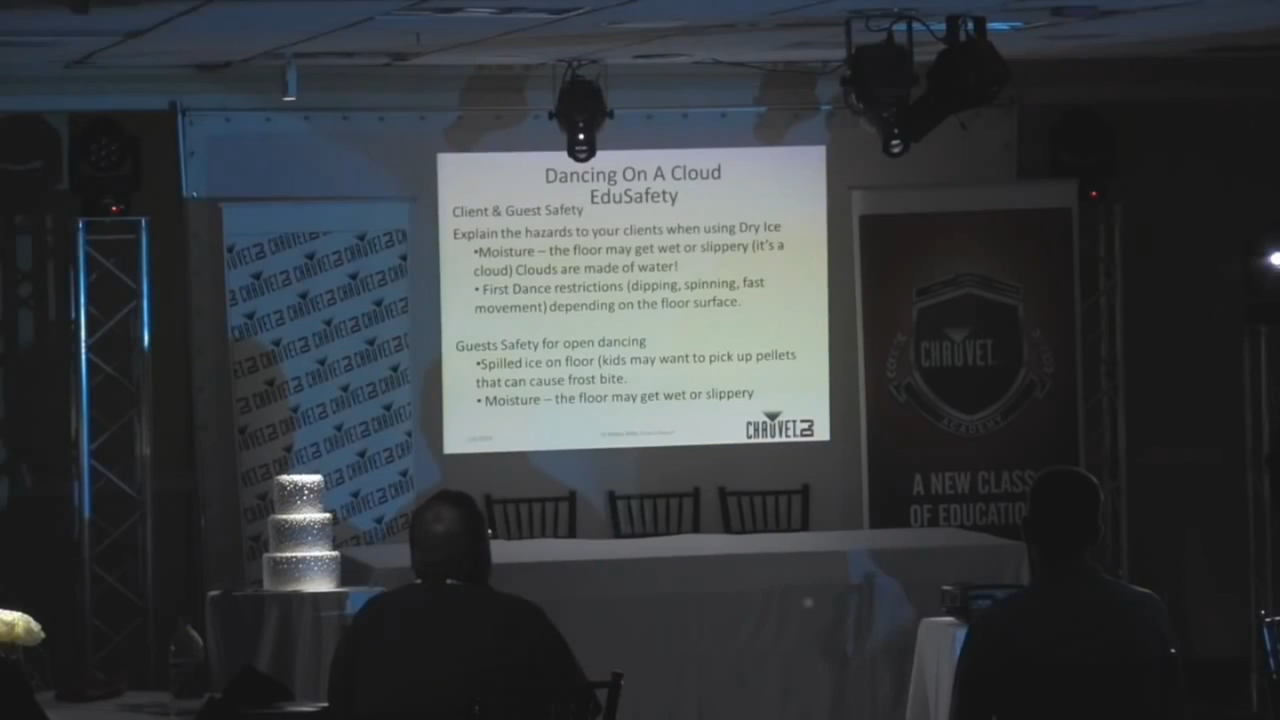 Dancing On A Cloud
EduSafety
Client & Guest Safety
Explain the hazards to your clients when using Dry Ice
•Moisture – the floor may get wet or slippery (it's a
cloud) Clouds are made of water!
• First Dance restrictions (dipping, spinning, fast
movement) depending on the floor surface.
Guests Safety for open dancing
•Spilled ice on floor (kids may want to pick up pellets
that can cause frost bite.
• Moisture – the floor may get wet or slippery
CHAUVET
CHAUVET
CHAUVET
ACADEMY
A NEW CLASS
OF EDUCATIO